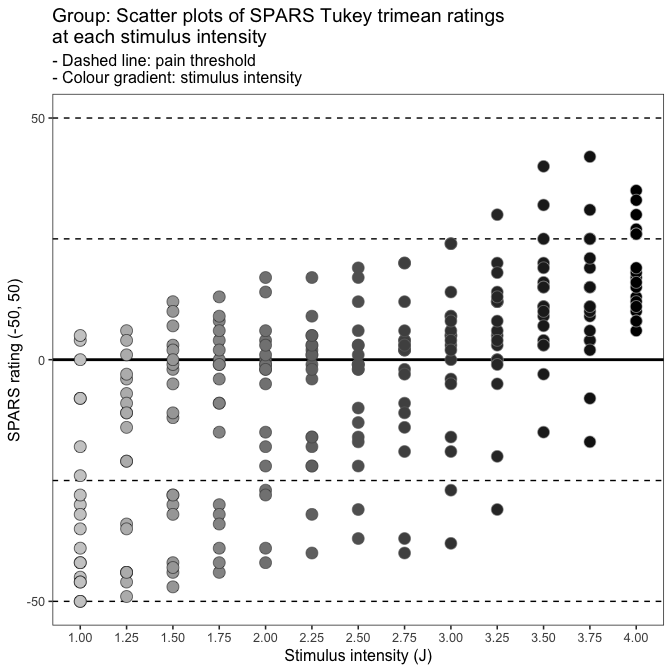 Group: Scatter plots of SPARS Tukey trimean ratings
at each stimulus intensity
- Dashed line: pain threshold
- Colour gradient: stimulus intensity
50
25
0
-25
-50
SPARS rating (-50, 50)
1.00 1.25 1.50 1.75 2.00 2.25 2.50 2.75 3.00 3.25 3.50 3.75 4.00
Stimulus intensity (J)